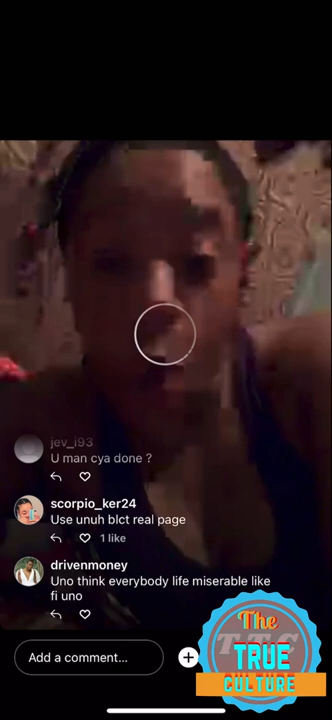 jev_i93
U man cya done ?
scorpio_ker24
Use unuh blct real page
1 like
drivenmoney
Uno think everybody life miserable like
fi uno
Add a comment...
The
T.T.C
TRUE
CULTURE